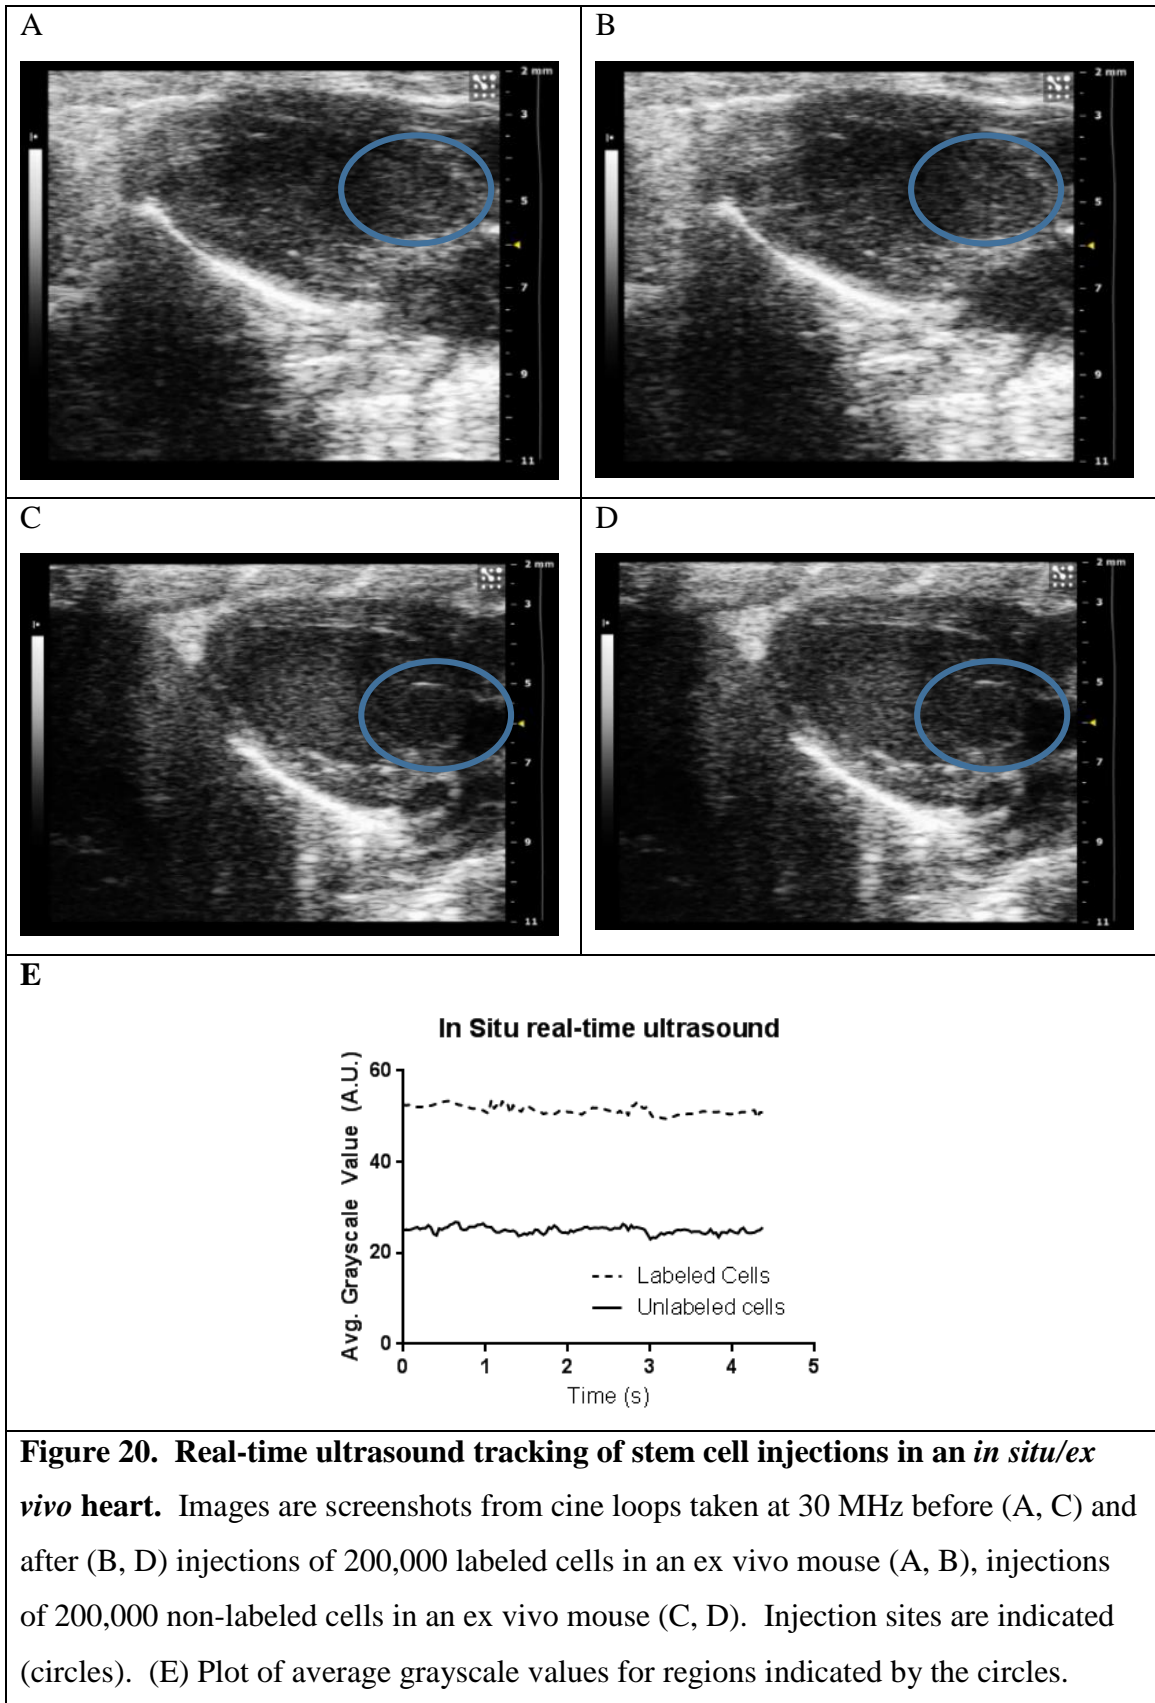 A
B
2 mm
3
5
7
9
11
2 mm
3
5
7
9
11
C
D
2 mm
3
5
7
9
11
2 mm
3
5
7
9
11
E
In Situ real-time ultrasound
Avg. Grayscale Value (A.U.)
60
40
20
0
0 1 2 3 4 5
Time (s)
Labeled Cells
Unlabeled cells
Figure 20. Real-time ultrasound tracking of stem cell injections in an in situ/ex
vivo heart. Images are screenshots from cine loops taken at 30 MHz before (A, C) and
after (B, D) injections of 200,000 labeled cells in an ex vivo mouse (A, B), injections
of 200,000 non-labeled cells in an ex vivo mouse (C, D). Injection sites are indicated
(circles). (E) Plot of average grayscale values for regions indicated by the circles.